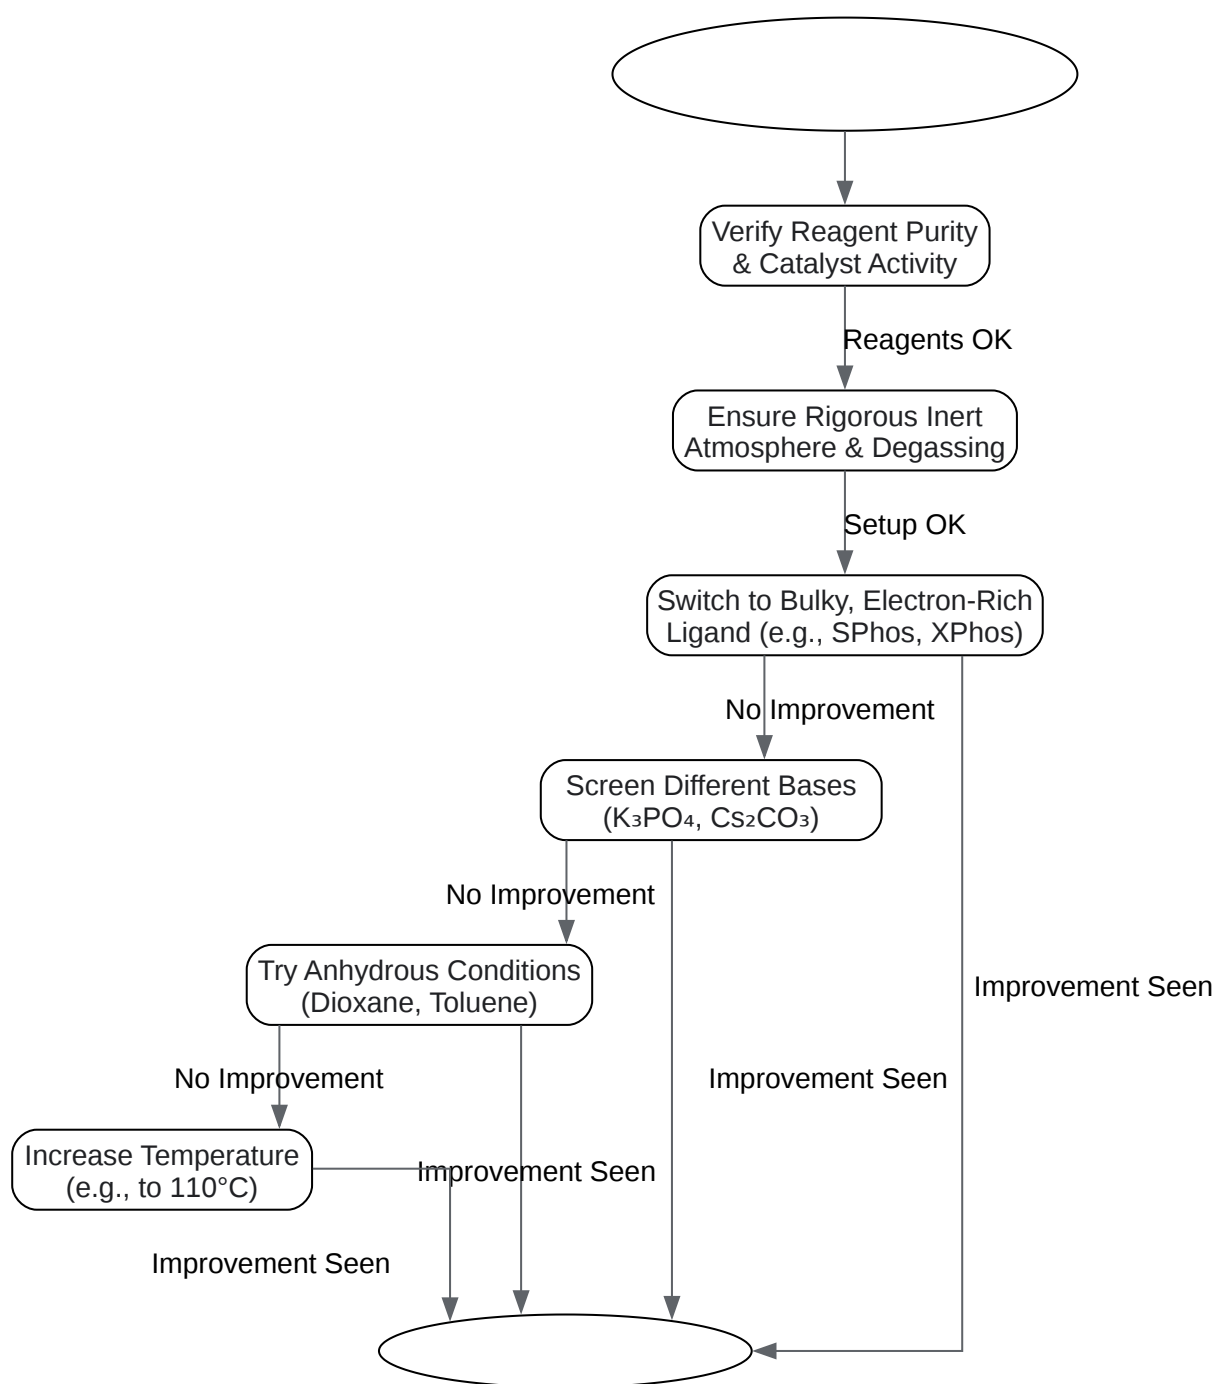 Verify Reagent Purity
& Catalyst Activity
Reagents OK
Ensure Rigorous Inert
Atmosphere & Degassing
Setup OK
Switch to Bulky, Electron-Rich
Ligand (e.g., SPhos, XPhos)
No Improvement
Screen Different Bases
(K₃PO₄, Cs₂CO₃)
No Improvement
Try Anhydrous Conditions
(Dioxane, Toluene)
Improvement Seen
No Improvement
Improvement Seen
Increase Temperature
(e.g., to 110°C)
Improvement Seen
Improvement Seen